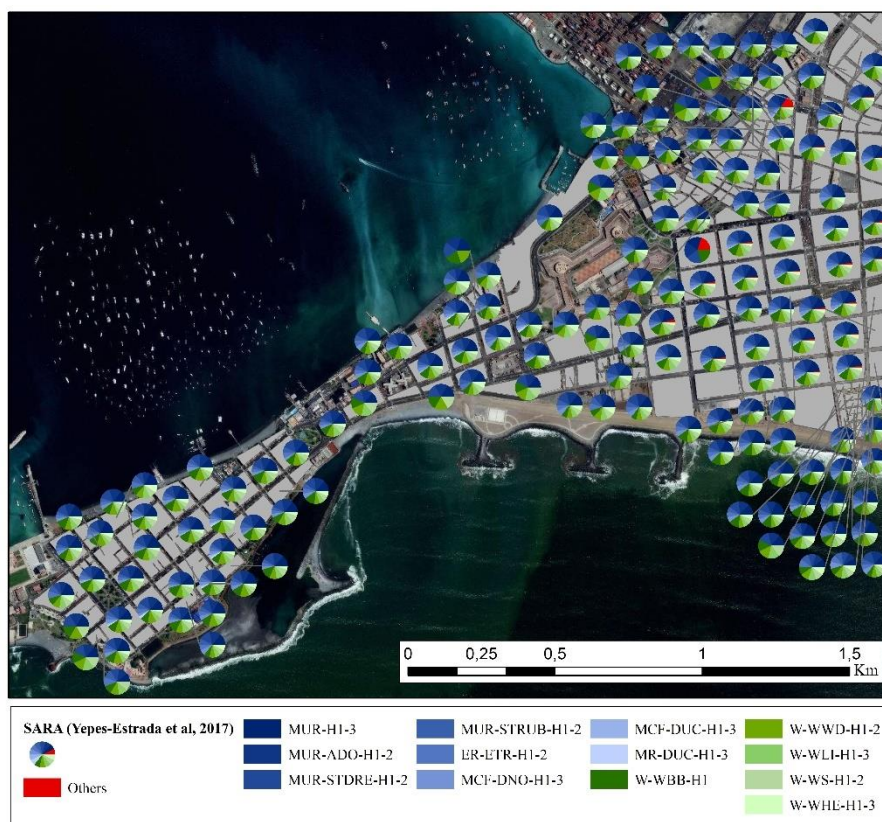 0 0,25 0,5 1 1,5
Km
SARA (Yepes-Estrada et al, 2017)
Others
MUR-H1-3
MUR-ADO-H1-2
MUR-STDRE-H1-2
MUR-STRUB-H1-2
ER-ETR-H1-2
MCF-DNO-H1-3
MCF-DUC-H1-3
MR-DUC-H1-3
W-WBB-H1
W-WWD-H1-2
W-WLI-H1-3
W-WS-H1-2
W-WHE-H1-3